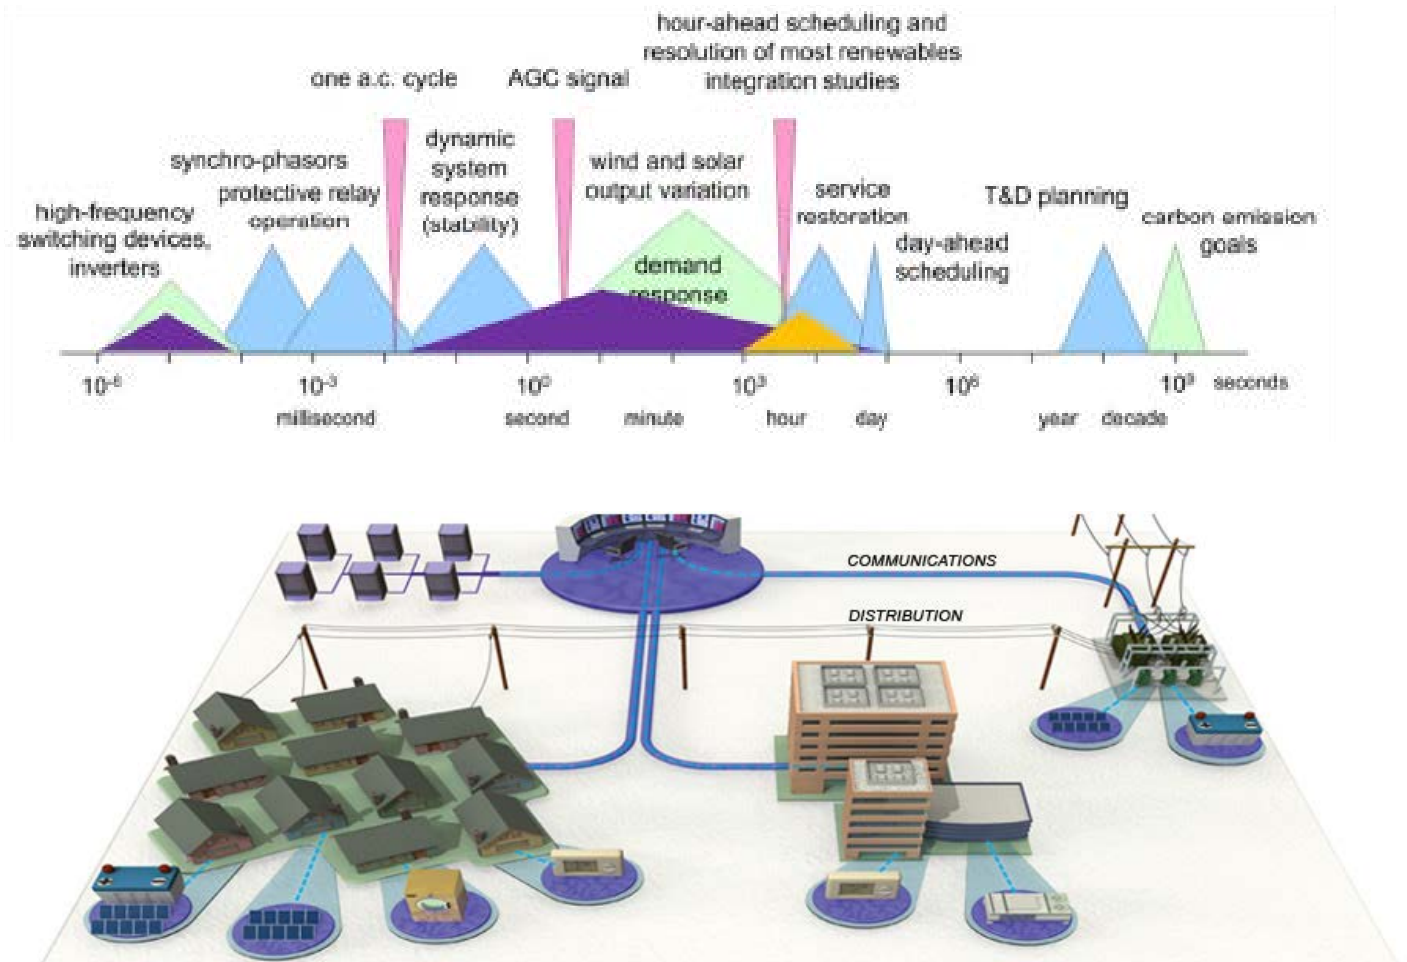 hour-ahead scheduling and
resolution of most renewables
integration studies
one a.c. cycle
AGC signal
dynamic
system
response
(stability)
synchro-phasors
protective relay
operation
wind and solar
output variation
service
restoration
T&D planning
high-frequency
switching devices,
inverters
carbon emission
goals
day-ahead
scheduling
demand
response
10-6
10-3
100
103
106
109
seconds
millisecond
second
minute
hour
day
year
decade
COMMUNICATIONS
DISTRIBUTION